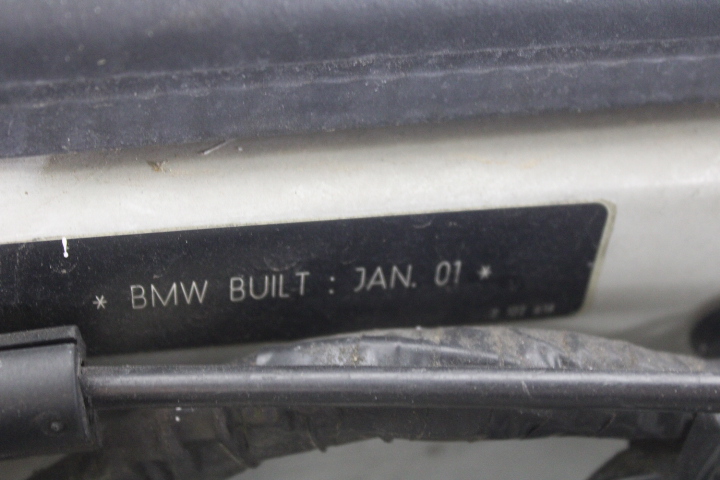 * BMW BUILT : JAN. 01 *